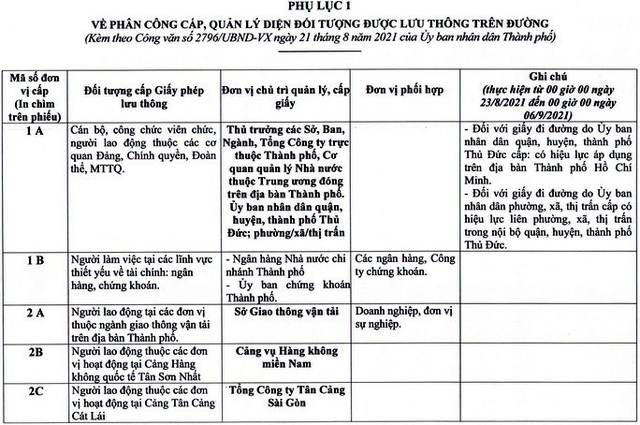 PHỤ LỤC 1
VỀ PHÂN CÔNG CẤP, QUẢN LÝ DIỆN ĐỐI TƯỢNG ĐƯỢC LƯU THÔNG TRÊN ĐƯỜNG
(Kèm theo Công văn số 2796/UBND-VX ngày 21 tháng 8 năm 2021 của Ủy ban nhân dân Thành phố)
Mã số đơn
vị cấp
(In chìm
trên phiếu)
Đối tượng cấp Giấy phép
lưu thông
Đơn vị chủ trì quản lý, cấp
giấy
Đơn vị phối hợp
Ghi chú
(thực hiện từ 00 giờ 00 ngày
23/8/2021 đến 00 giờ 00 ngày
06/9/2021)
1 A
Cán bộ, công chức viên chức,
người lao động thuộc các cơ
quan Đảng, Chính quyền, Đoàn
thể, MTTQ.
Thủ trưởng các Sở, Ban,
Ngành, Tổng Công ty trực
thuộc Thành phố, Cơ
quan quản lý Nhà nước
thuộc Trung ương đóng
trên địa bàn Thành phố.
Ủy ban nhân dân quận,
huyện, thành phố Thủ
Đức; phường/xã/thị trấn
- Đối với giấy đi đường do Ủy ban
nhân dân quận, huyện, thành phố
Thủ Đức cấp: có hiệu lực áp dụng
trên địa bàn Thành phố Hồ Chí
Minh.
- Đối với giấy đi đường do Ủy ban
nhân dân phường, xã, thị trấn cấp có
hiệu lực liên phường, xã, thị trấn
trong nội bộ quận, huyện, thành phố
Thủ Đức.
1 B
Người làm việc tại các lĩnh vực
thiết yếu về tài chính: ngân
hàng, chứng khoán.
- Ngân hàng Nhà nước chi
nhánh Thành phố
- Ủy ban chứng khoán
Thành phố.
Các ngân hàng, Công
ty chứng khoán.
2 A
Người lao động tại các đơn vị
thuộc ngành giao thông vận tải
trên địa bàn Thành phố.
Sở Giao thông vận tải
Doanh nghiệp, đơn vị
sự nghiệp.
2B
Người lao động thuộc các đơn
vị hoạt động tại Cảng Hàng
không quốc tế Tân Sơn Nhất
Cảng vụ Hàng không
miền Nam
2C
Người lao động thuộc các đơn
vị hoạt động tại Cảng Tân Cảng
Cát Lái
Tổng Công ty Tân Cảng
Sài Gòn